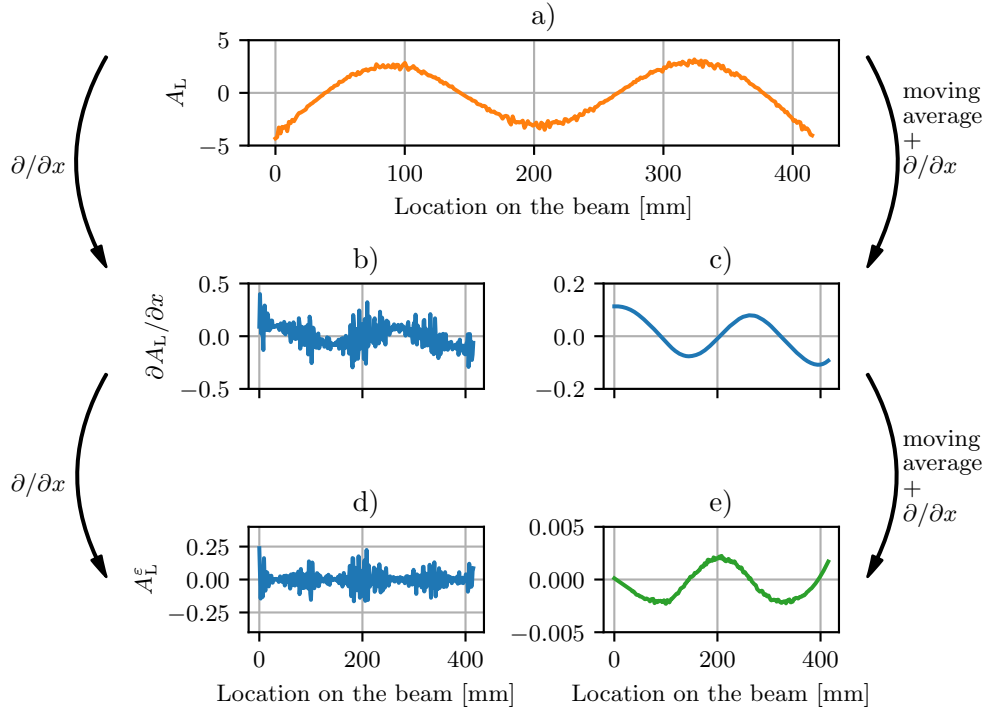 a)
5
0
−5
A_L
0 100 200 300 400
Location on the beam [mm]
∂/∂x
moving
average
+
∂/∂x
b)
0.5
0.0
−0.5
∂A_L/∂x
c)
0.2
0.0
−0.2
∂/∂x
moving
average
+
∂/∂x
d)
0.25
0.00
−0.25
A_L^ε
0 200 400
Location on the beam [mm]
e)
0.005
0.000
−0.005
0 200 400
Location on the beam [mm]